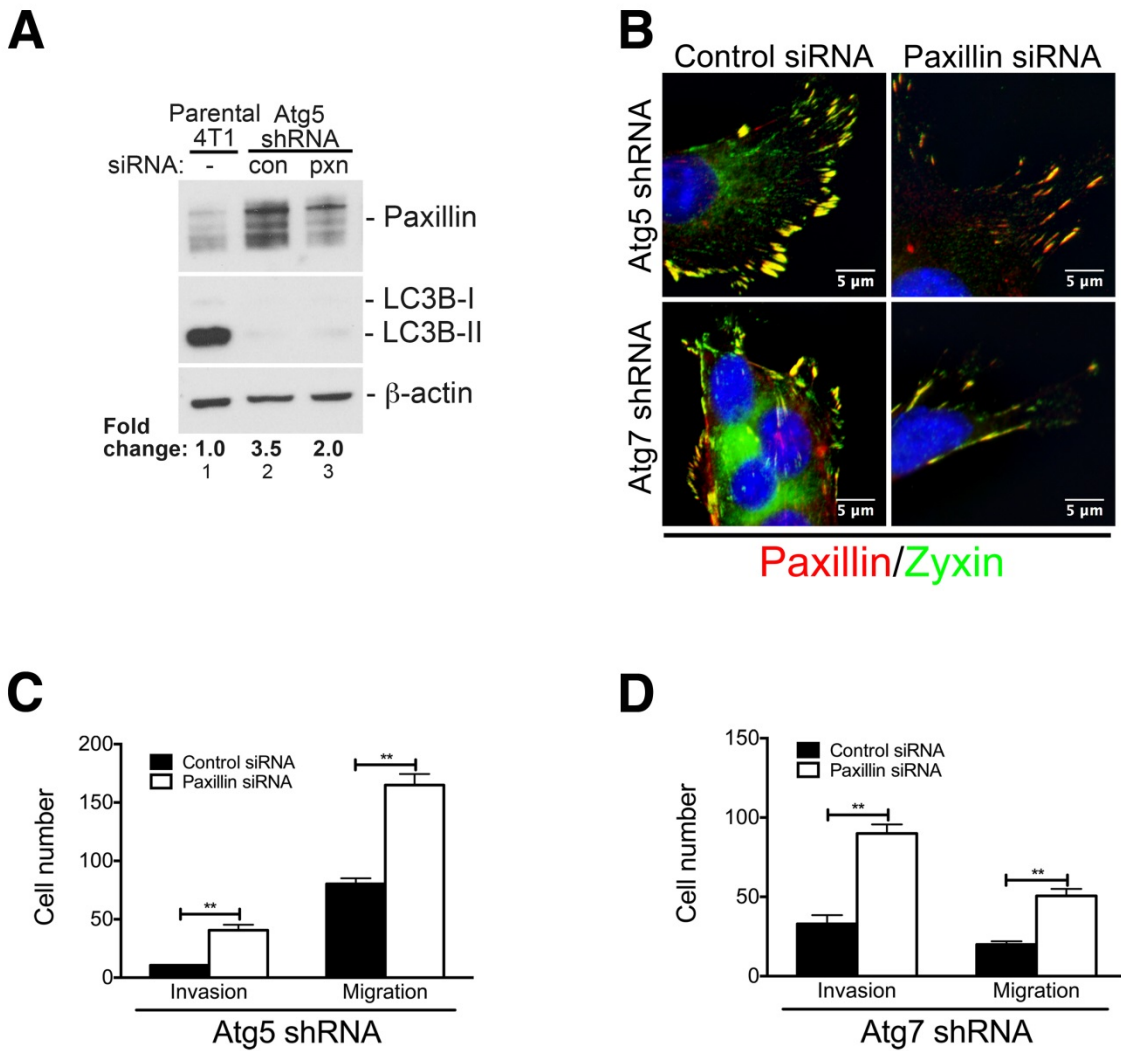 A
Parental Atg5
4T1 shRNA
siRNA: - con pxn
- Paxillin
- LC3B-I
- LC3B-II
- β-actin
Fold
change: 1.0 3.5 2.0
1 2 3
B
Control siRNA Paxillin siRNA
Atg5 shRNA
5 μm
5 μm
Atg7 shRNA
5 μm
5 μm
Paxillin/Zyxin
C
200
150
100
50
0
Cell number
Control siRNA
Paxillin siRNA
**
**
Invasion Migration
Atg5 shRNA
D
150
100
50
0
Cell number
Control siRNA
Paxillin siRNA
**
**
Invasion Migration
Atg7 shRNA